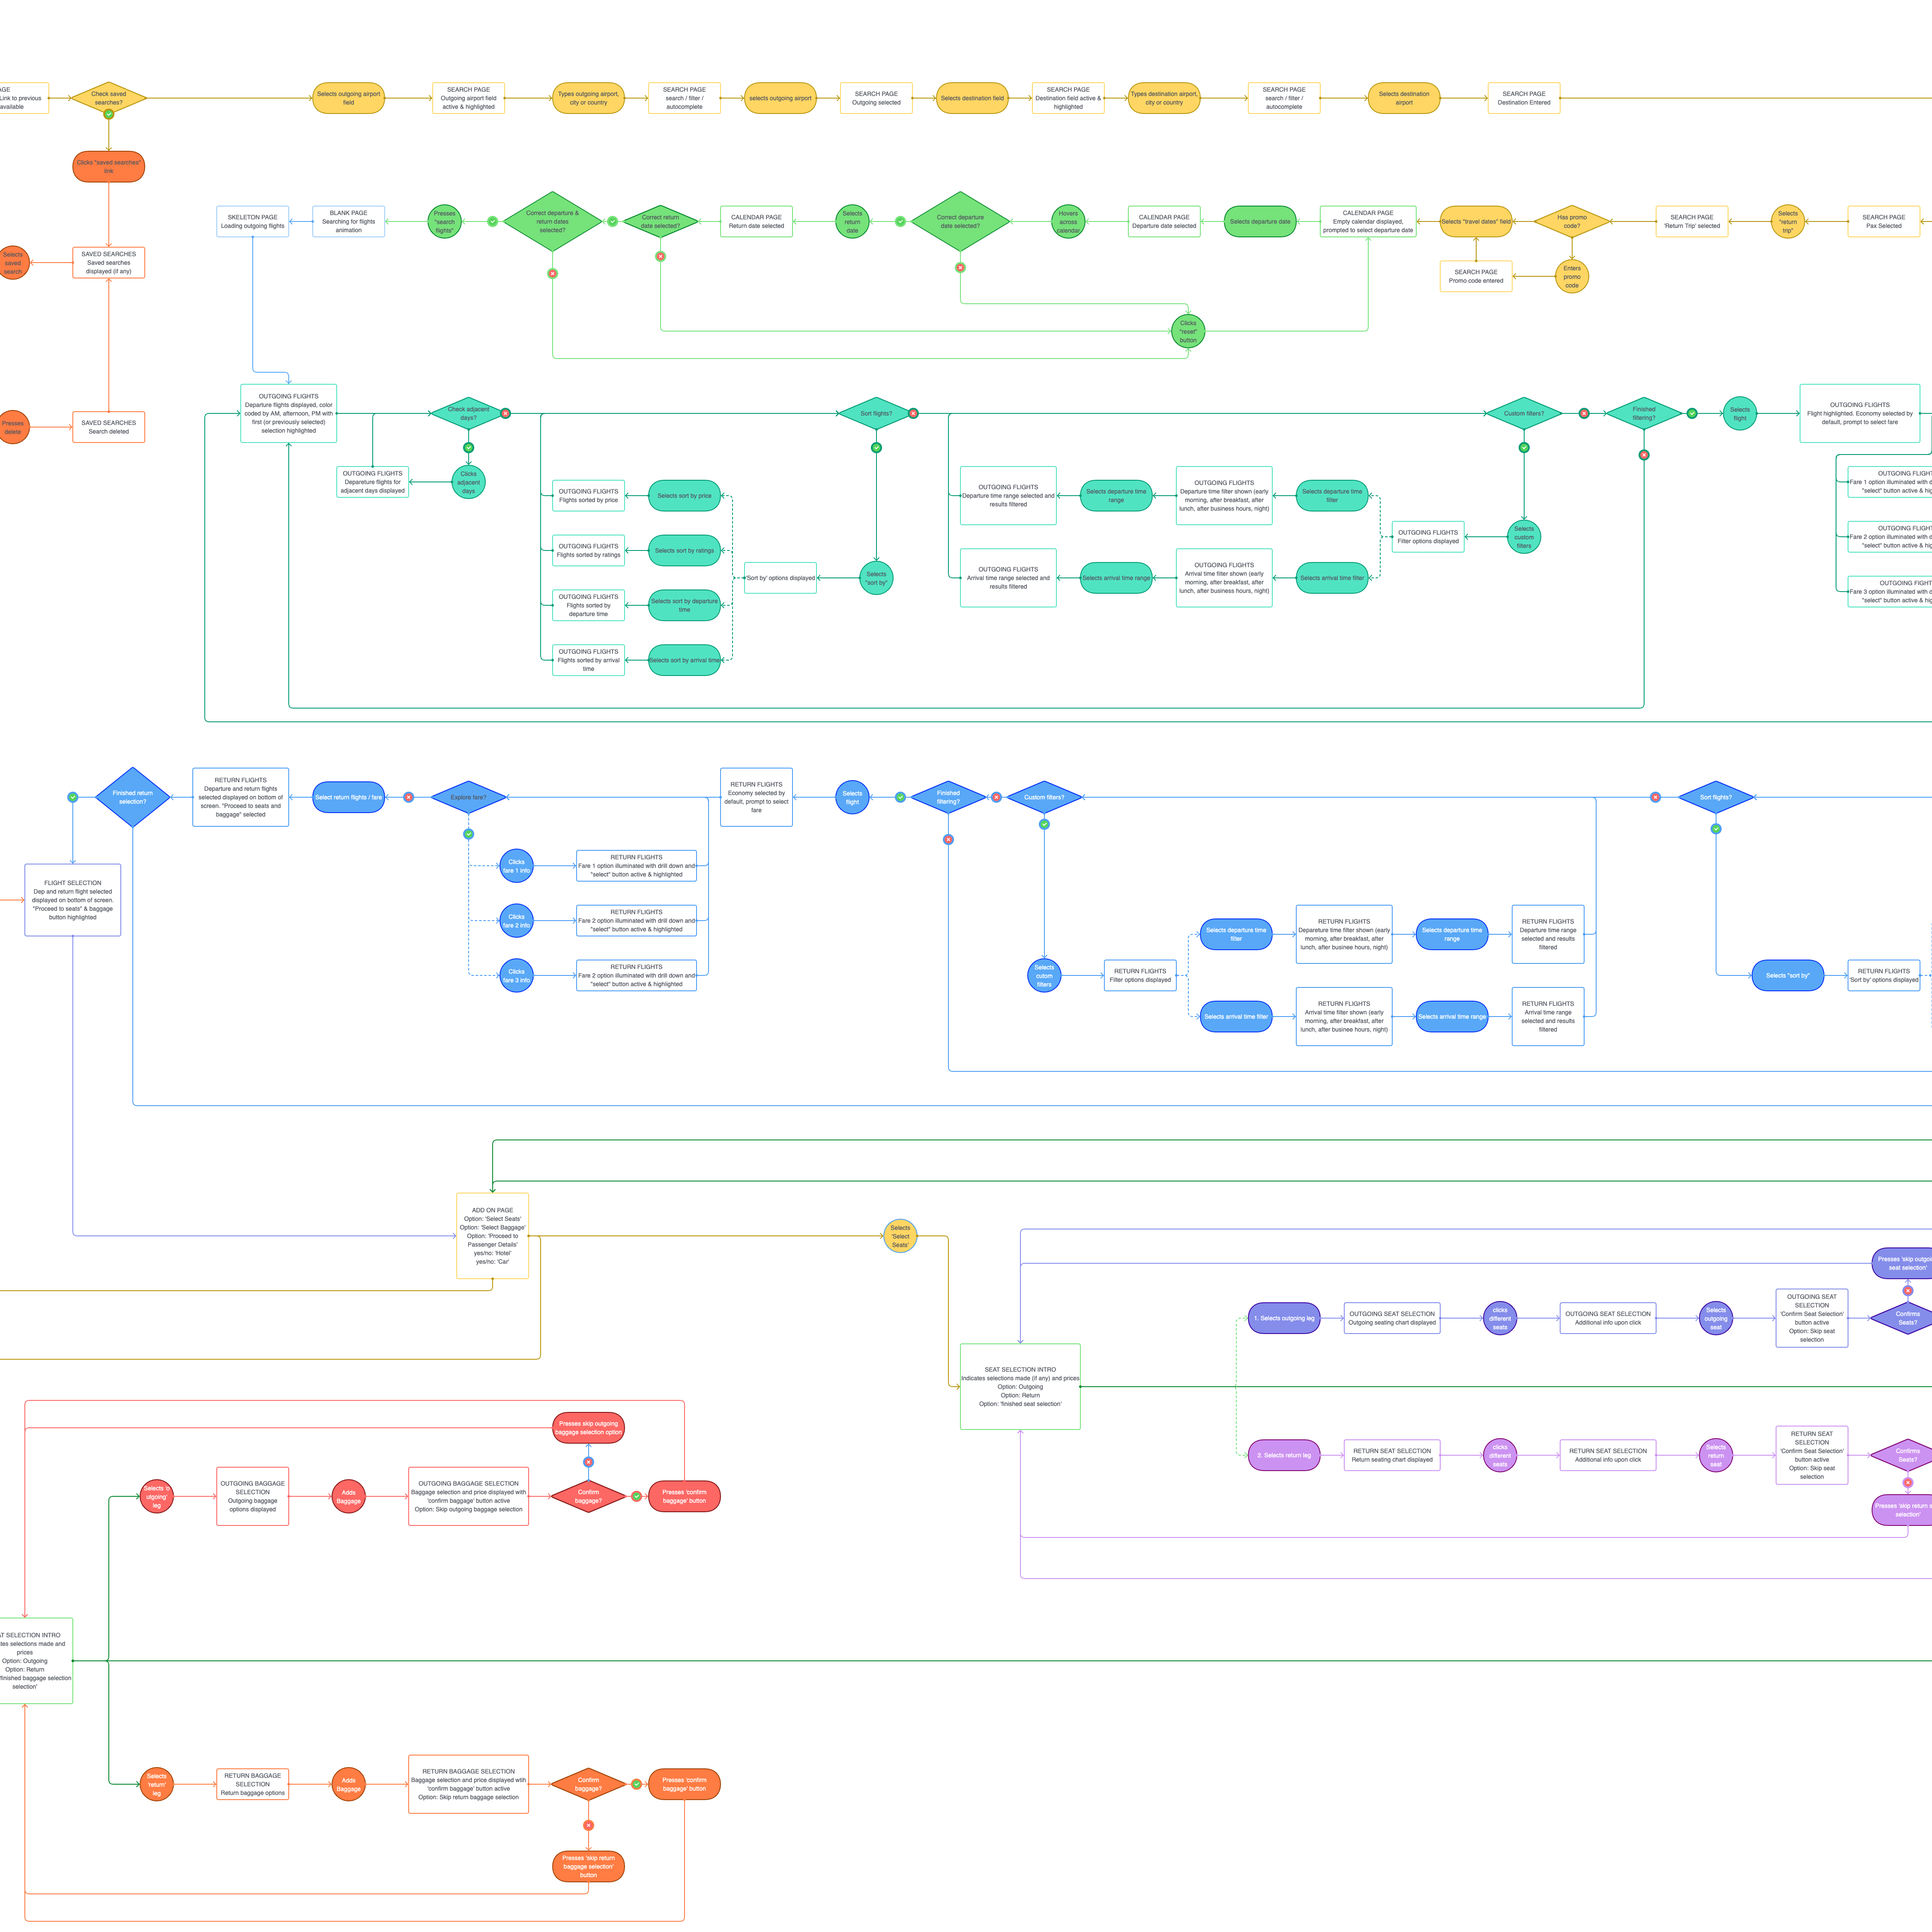 AGE
Link to previous
available
Check saved
searches?
Selects outgoing airport
field
SEARCH PAGE
Outgoing airport field
active & highlighted
Types outgoing airport,
city or country
SEARCH PAGE
search / filter /
autocomplete
selects outgoing airport
SEARCH PAGE
Outgoing selected
Selects destination field
SEARCH PAGE
Destination field active &
highlighted
Types destination airport,
city or country
SEARCH PAGE
search / filter /
autocomplete
Selects destination
airport
SEARCH PAGE
Destination Entered
Clicks "saved searches"
link
SKELETON PAGE
Loading outgoing flights
BLANK PAGE
Searching for flights
animation
Presses
"search
flights"
Correct departure &
return dates
selected?
Correct return
date selected?
CALENDAR PAGE
Return date selected
Selects
return
date
Correct departure
date selected?
Hovers
across
calendar
CALENDAR PAGE
Departure date selected
Selects departure date
CALENDAR PAGE
Empty calendar displayed,
prompted to select departure date
Selects "travel dates" field
Has promo
code?
SEARCH PAGE
'Return Trip' selected
Selects
"return
trip"
SEARCH PAGE
Pax Selected
Selects
saved
search
SAVED SEARCHES
Saved searches
displayed (if any)
SEARCH PAGE
Promo code entered
Enters
promo
code
Clicks
"reset"
button
Presses
delete
SAVED SEARCHES
Search deleted
OUTGOING FLIGHTS
Departure flights displayed, color
coded by AM, afternoon, PM with
first (or previously selected)
selection highlighted
Check adjacent
days?
Sort flights?
Custom filters?
Finished
filtering?
Selects
flight
OUTGOING FLIGHTS
Flight highlighted. Economy selected by
default, prompt to select fare
OUTGOING FLIGHTS
Depareture flights for
adjacent days displayed
Clicks
adjacent
days
OUTGOING FLIGHTS
Flights sorted by price
Selects sort by price
OUTGOING FLIGHTS
Flights sorted by ratings
Selects sort by ratings
OUTGOING FLIGHTS
Flights sorted by
departure time
Selects sort by departure
time
OUTGOING FLIGHTS
Flights sorted by arrival
time
Selects sort by arrival time
'Sort by' options displayed
Selects
"sort by"
OUTGOING FLIGHTS
Departure time range selected and
results filtered
Selects departure time
range
OUTGOING FLIGHTS
Departure time filter shown (early
morning, after breakfast, after
lunch, after business hours, night)
Selects departure time
filter
OUTGOING FLIGHTS
Arrival time range selected and
results filtered
Selects arrival time range
OUTGOING FLIGHTS
Arrival time filter shown (early
morning, after breakfast, after
lunch, after business hours, night)
Selects arrival time filter
OUTGOING FLIGHTS
Filter options displayed
Selects
custom
filters
OUTGOING FLIGHT
Fare 1 option illuminated with d
"select" button active & hig
OUTGOING FLIGHT
Fare 2 option illuminated with d
"select" button active & hig
OUTGOING FLIGHT
Fare 3 option illuminated with d
"select" button active & hig
Finished return
selection?
RETURN FLIGHTS
Departure and return flights
selected displayed on bottom of
screen. "Proceed to seats and
baggage" selected
Select return flights / fare
Explore fare?
RETURN FLIGHTS
Economy selected by
default, prompt to select
fare
Selects
flight
Finished
filtering?
Custom filters?
Sort flights?
Clicks
fare 1 info
RETURN FLIGHTS
Fare 1 option illuminated with drill down and
"select" button active & highlighted
Clicks
fare 2 info
RETURN FLIGHTS
Fare 2 option illuminated with drill down and
"select" button active & highlighted
Clicks
fare 3 info
RETURN FLIGHTS
Fare 2 option illuminated with drill down and
"select" button active & highlighted
FLIGHT SELECTION
Dep and return flight selected
displayed on bottom of screen.
"Proceed to seats" & baggage
button highlighted
Selects
cutom
filters
RETURN FLIGHTS
Filter options displayed
Selects departure time
filter
RETURN FLIGHTS
Depareture time filter shown (early
morning, after breakfast, after
lunch, after businee hours, night)
Selects departure time
range
RETURN FLIGHTS
Departure time range
selected and results
filtered
Selects arrival time filter
RETURN FLIGHTS
Arrival time filter shown (early
morning, after breakfast, after
lunch, after businee hours, night)
Selects arrival time range
RETURN FLIGHTS
Arrival time range
selected and results
filtered
Selects "sort by"
RETURN FLIGHTS
'Sort by' options displayed
ADD ON PAGE
Option: 'Select Seats'
Option: 'Select Baggage'
Option: 'Proceed to
Passenger Details'
yes/no: 'Hotel'
yes/no: 'Car'
Selects
'Select
Seats'
SEAT SELECTION INTRO
Indicates selections made (if any) and prices
Option: Outgoing
Option: Return
Option: 'finished seat selection'
Presses 'skip outgoi
seat selection'
1. Selects outgoing leg
OUTGOING SEAT SELECTION
Outgoing seating chart displayed
clicks
different
seats
OUTGOING SEAT SELECTION
Additional info upon click
Selects
outgoing
seat
OUTGOING SEAT
SELECTION
'Confirm Seat Selection'
button active
Option: Skip seat
selection
Confirms
Seats?
2. Selects return leg
RETURN SEAT SELECTION
Return seating chart displayed
clicks
different
seats
RETURN SEAT SELECTION
Additional info upon click
Selects
return
seat
RETURN SEAT
SELECTION
'Confirm Seat Selection'
button active
Option: Skip seat
selection
Confirms
Seats?
Presses 'skip return s
selection'
Presses skip outgoing
baggage selection option
Selects 'o
utgoing'
leg
OUTGOING BAGGAGE
SELECTION
Outgoing baggage
options displayed
Adds
Baggage
OUTGOING BAGGAGE SELECTION
Baggage selection and price displayed wtih
'confirm baggage' button active
Option: Skip outgoing baggage selection
Confirm
baggage?
Presses 'confirm
baggage' button
AT SELECTION INTRO
tes selections made and
prices
Option: Outgoing
Option: Return
'finished baggage selection
selection'
Selects
'return'
leg
RETURN BAGGAGE
SELECTION
Return baggage options
Adds
Baggage
RETURN BAGGAGE SELECTION
Baggage selection and price displayed wtih
'confirm baggage' button active
Option: Skip return baggage selection
Confirm
baggage?
Presses 'confirm
baggage' button
Presses 'skip return
baggage selection'
button